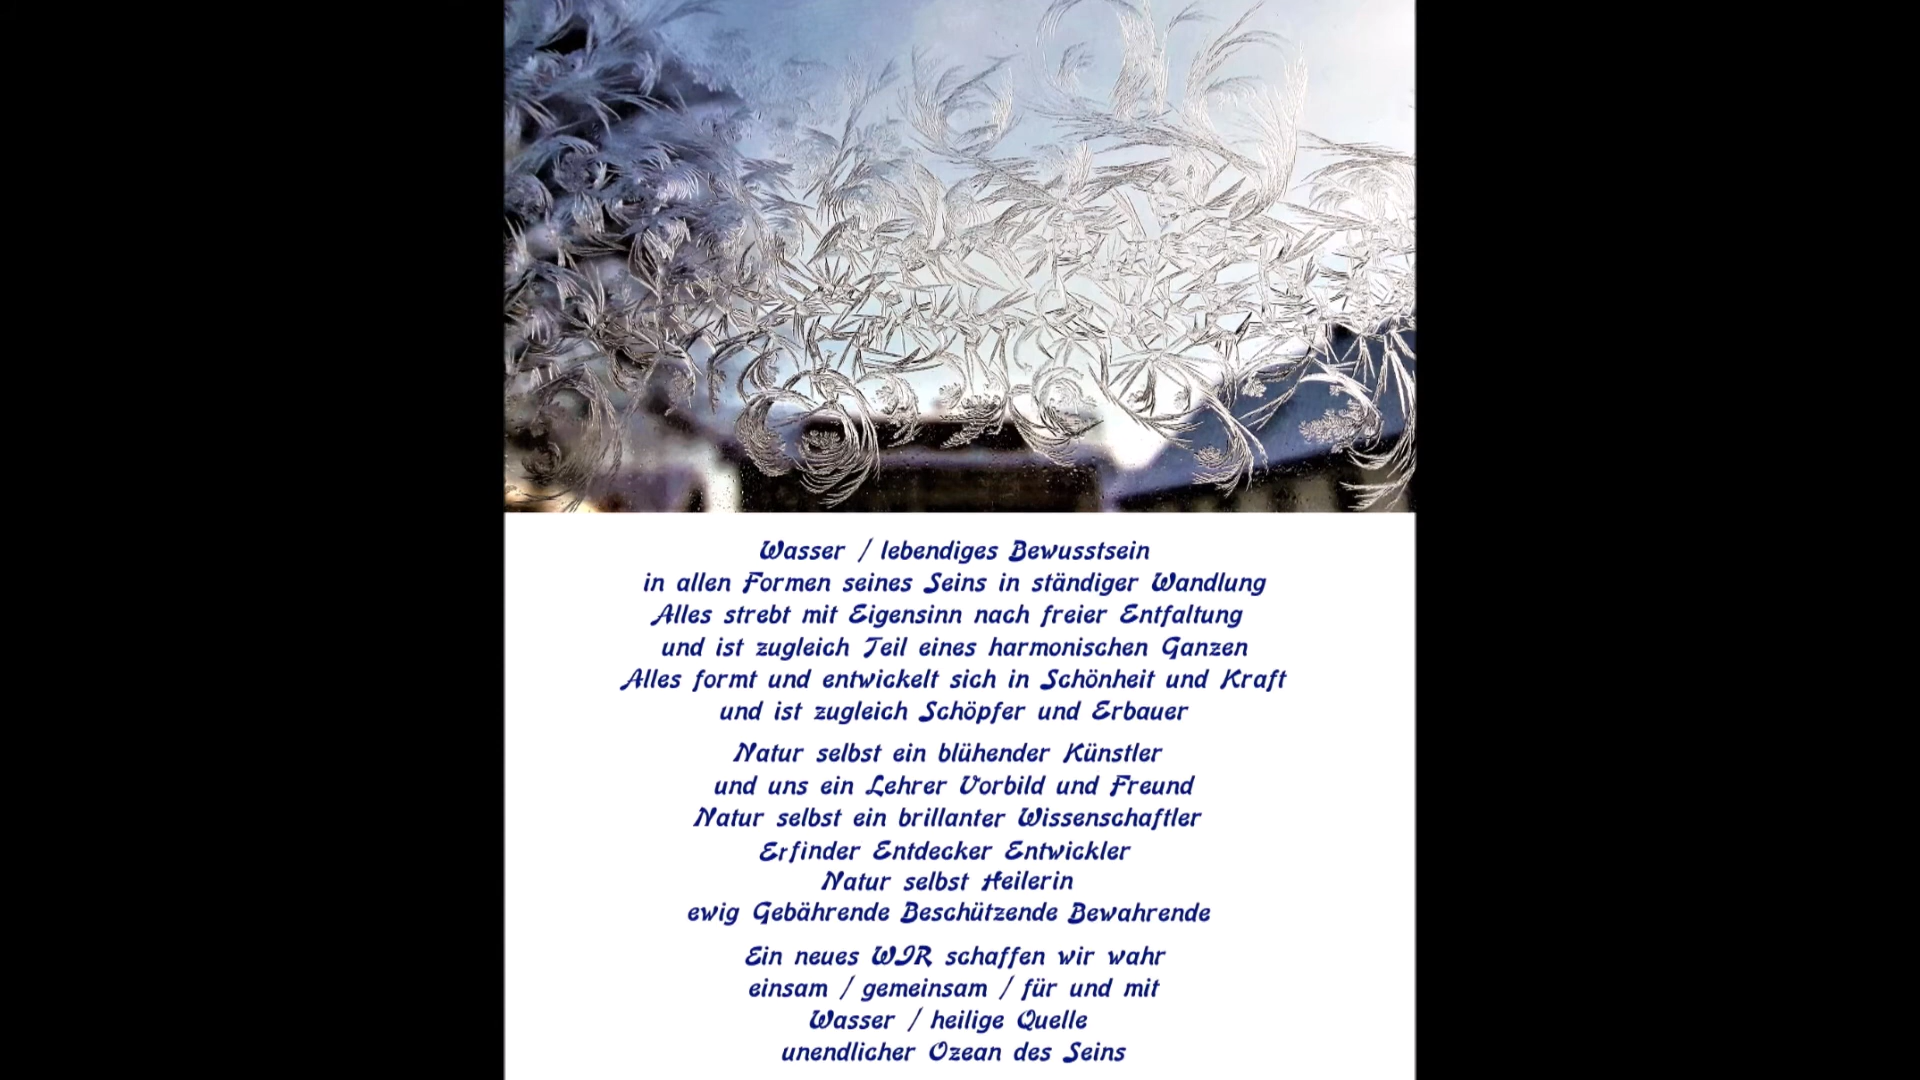 Wasser / lebendiges Bewusstsein
in allen Formen seines Seins in ständiger Wandlung
Alles strebt mit Eigensinn nach freier Entfaltung
und ist zugleich Teil eines harmonischen Ganzen
Alles formt und entwickelt sich in Schönheit und Kraft
und ist zugleich Schöpfer und Erbauer
Natur selbst ein blühender Künstler
und uns ein Lehrer Vorbild und Freund
Natur selbst ein brillanter Wissenschaftler
Erfinder Entdecker Entwickler
Natur selbst Heilerin
ewig Gebährende Beschützende Bewahrende
Ein neues WIR schaffen wir wahr
einsam / gemeinsam / für und mit
Wasser / heilige Quelle
unendlicher Ozean des Seins